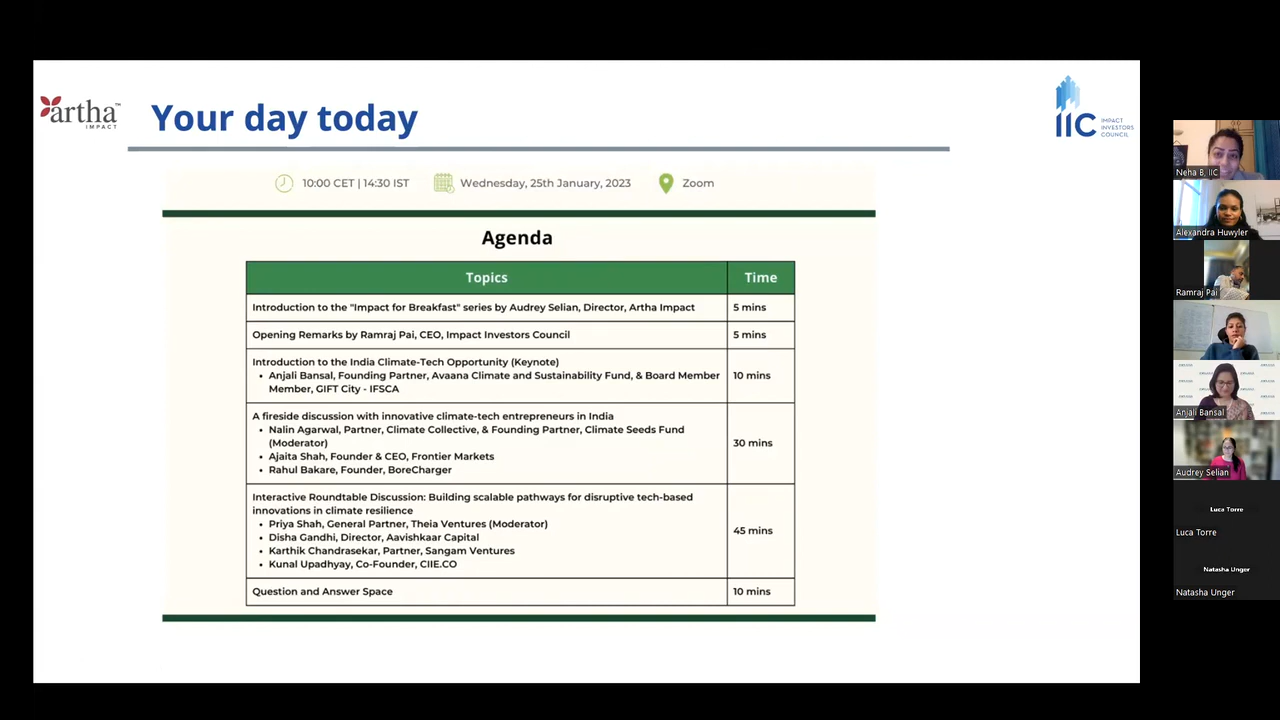 artha™
IMPACT
Your day today
IIC
IMPACT
INVESTORS
COUNCIL
10:00 CET | 14:30 IST
Wednesday, 25th January, 2023
Zoom
Agenda
Topics
Time
Introduction to the "Impact for Breakfast" series by Audrey Selian, Director, Artha Impact
5 mins
Opening Remarks by Ramraj Pai, CEO, Impact Investors Council
5 mins
Introduction to the India Climate-Tech Opportunity (Keynote)
• Anjali Bansal, Founding Partner, Avaana Climate and Sustainability Fund, & Board Member
Member, GIFT City - IFSCA
10 mins
A fireside discussion with innovative climate-tech entrepreneurs in India
• Nalin Agarwal, Partner, Climate Collective, & Founding Partner, Climate Seeds Fund
(Moderator)
• Ajaita Shah, Founder & CEO, Frontier Markets
• Rahul Bakare, Founder, BoreCharger
30 mins
Interactive Roundtable Discussion: Building scalable pathways for disruptive tech-based
innovations in climate resilience
• Priya Shah, General Partner, Theia Ventures (Moderator)
• Disha Gandhi, Director, Aavishkaar Capital
• Karthik Chandrasekar, Partner, Sangam Ventures
• Kunal Upadhyay, Co-Founder, CIIE.CO
45 mins
Question and Answer Space
10 mins
Neha B, IIC
Alexandra Huwyler
Ramraj Pai
Anjali Bansal
Audrey Selian
Luca Torre
Luca Torre
Natasha Unger
Natasha Unger